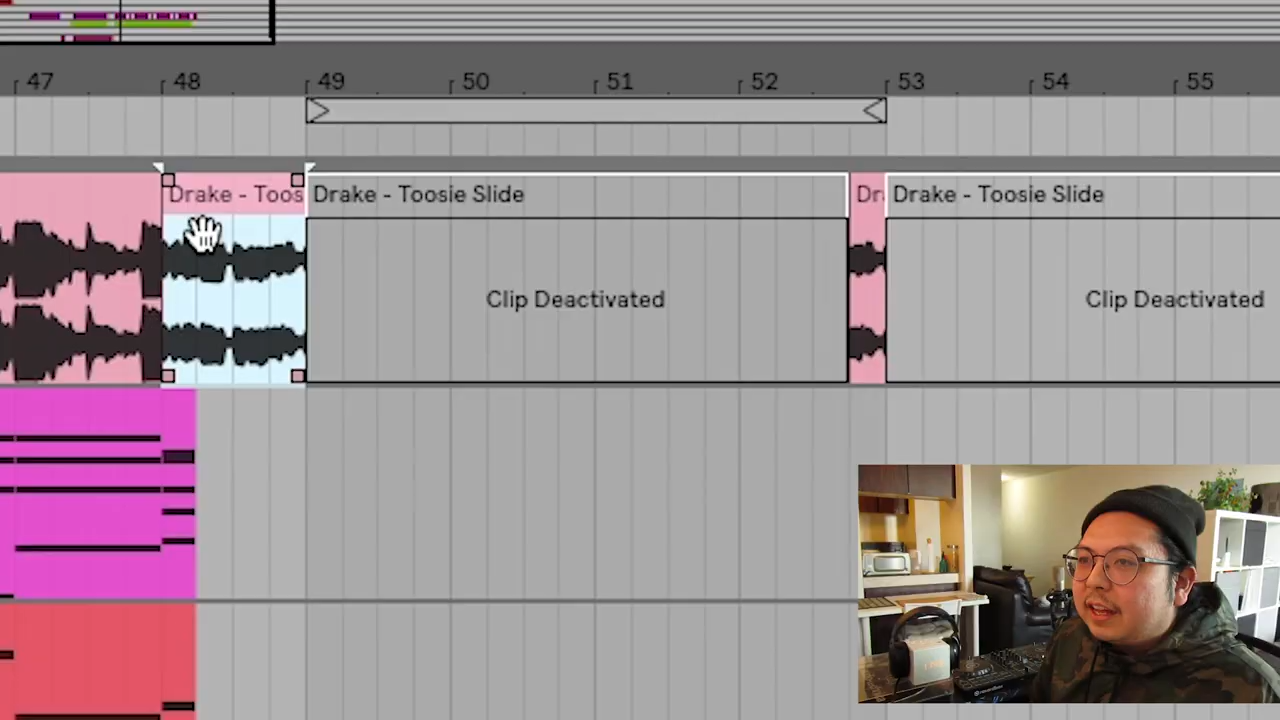 47 48 49 50 51 52 53 54 55
Drake - Toos Drake - Toosie Slide Dr Drake - Toosie Slide
Clip Deactivated Clip Deactivated